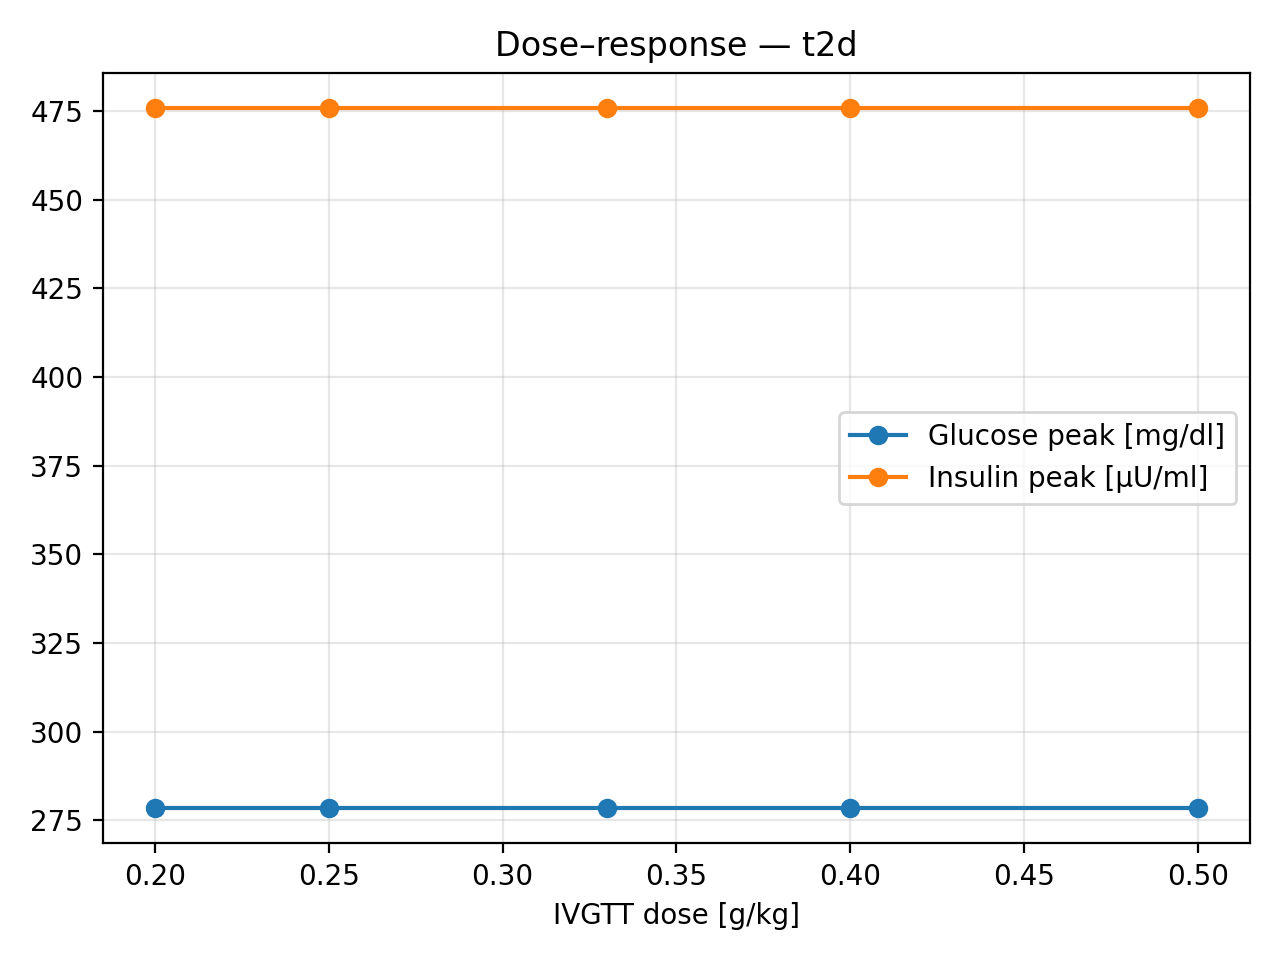 Dose–response — t2d
475
450
425
400
375
350
325
300
275
Glucose peak [mg/dl]
Insulin peak [µU/ml]
0.20 0.25 0.30 0.35 0.40 0.45 0.50
IVGTT dose [g/kg]